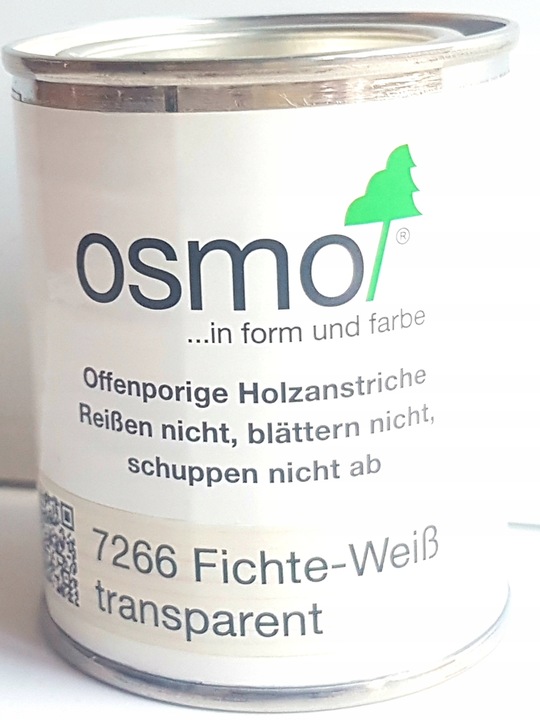 osmo®
...in form und farbe
Offenporige Holzanstriche
Reißen nicht, blättern nicht,
schuppen nicht ab
7266 Fichte-Weiß
transparent